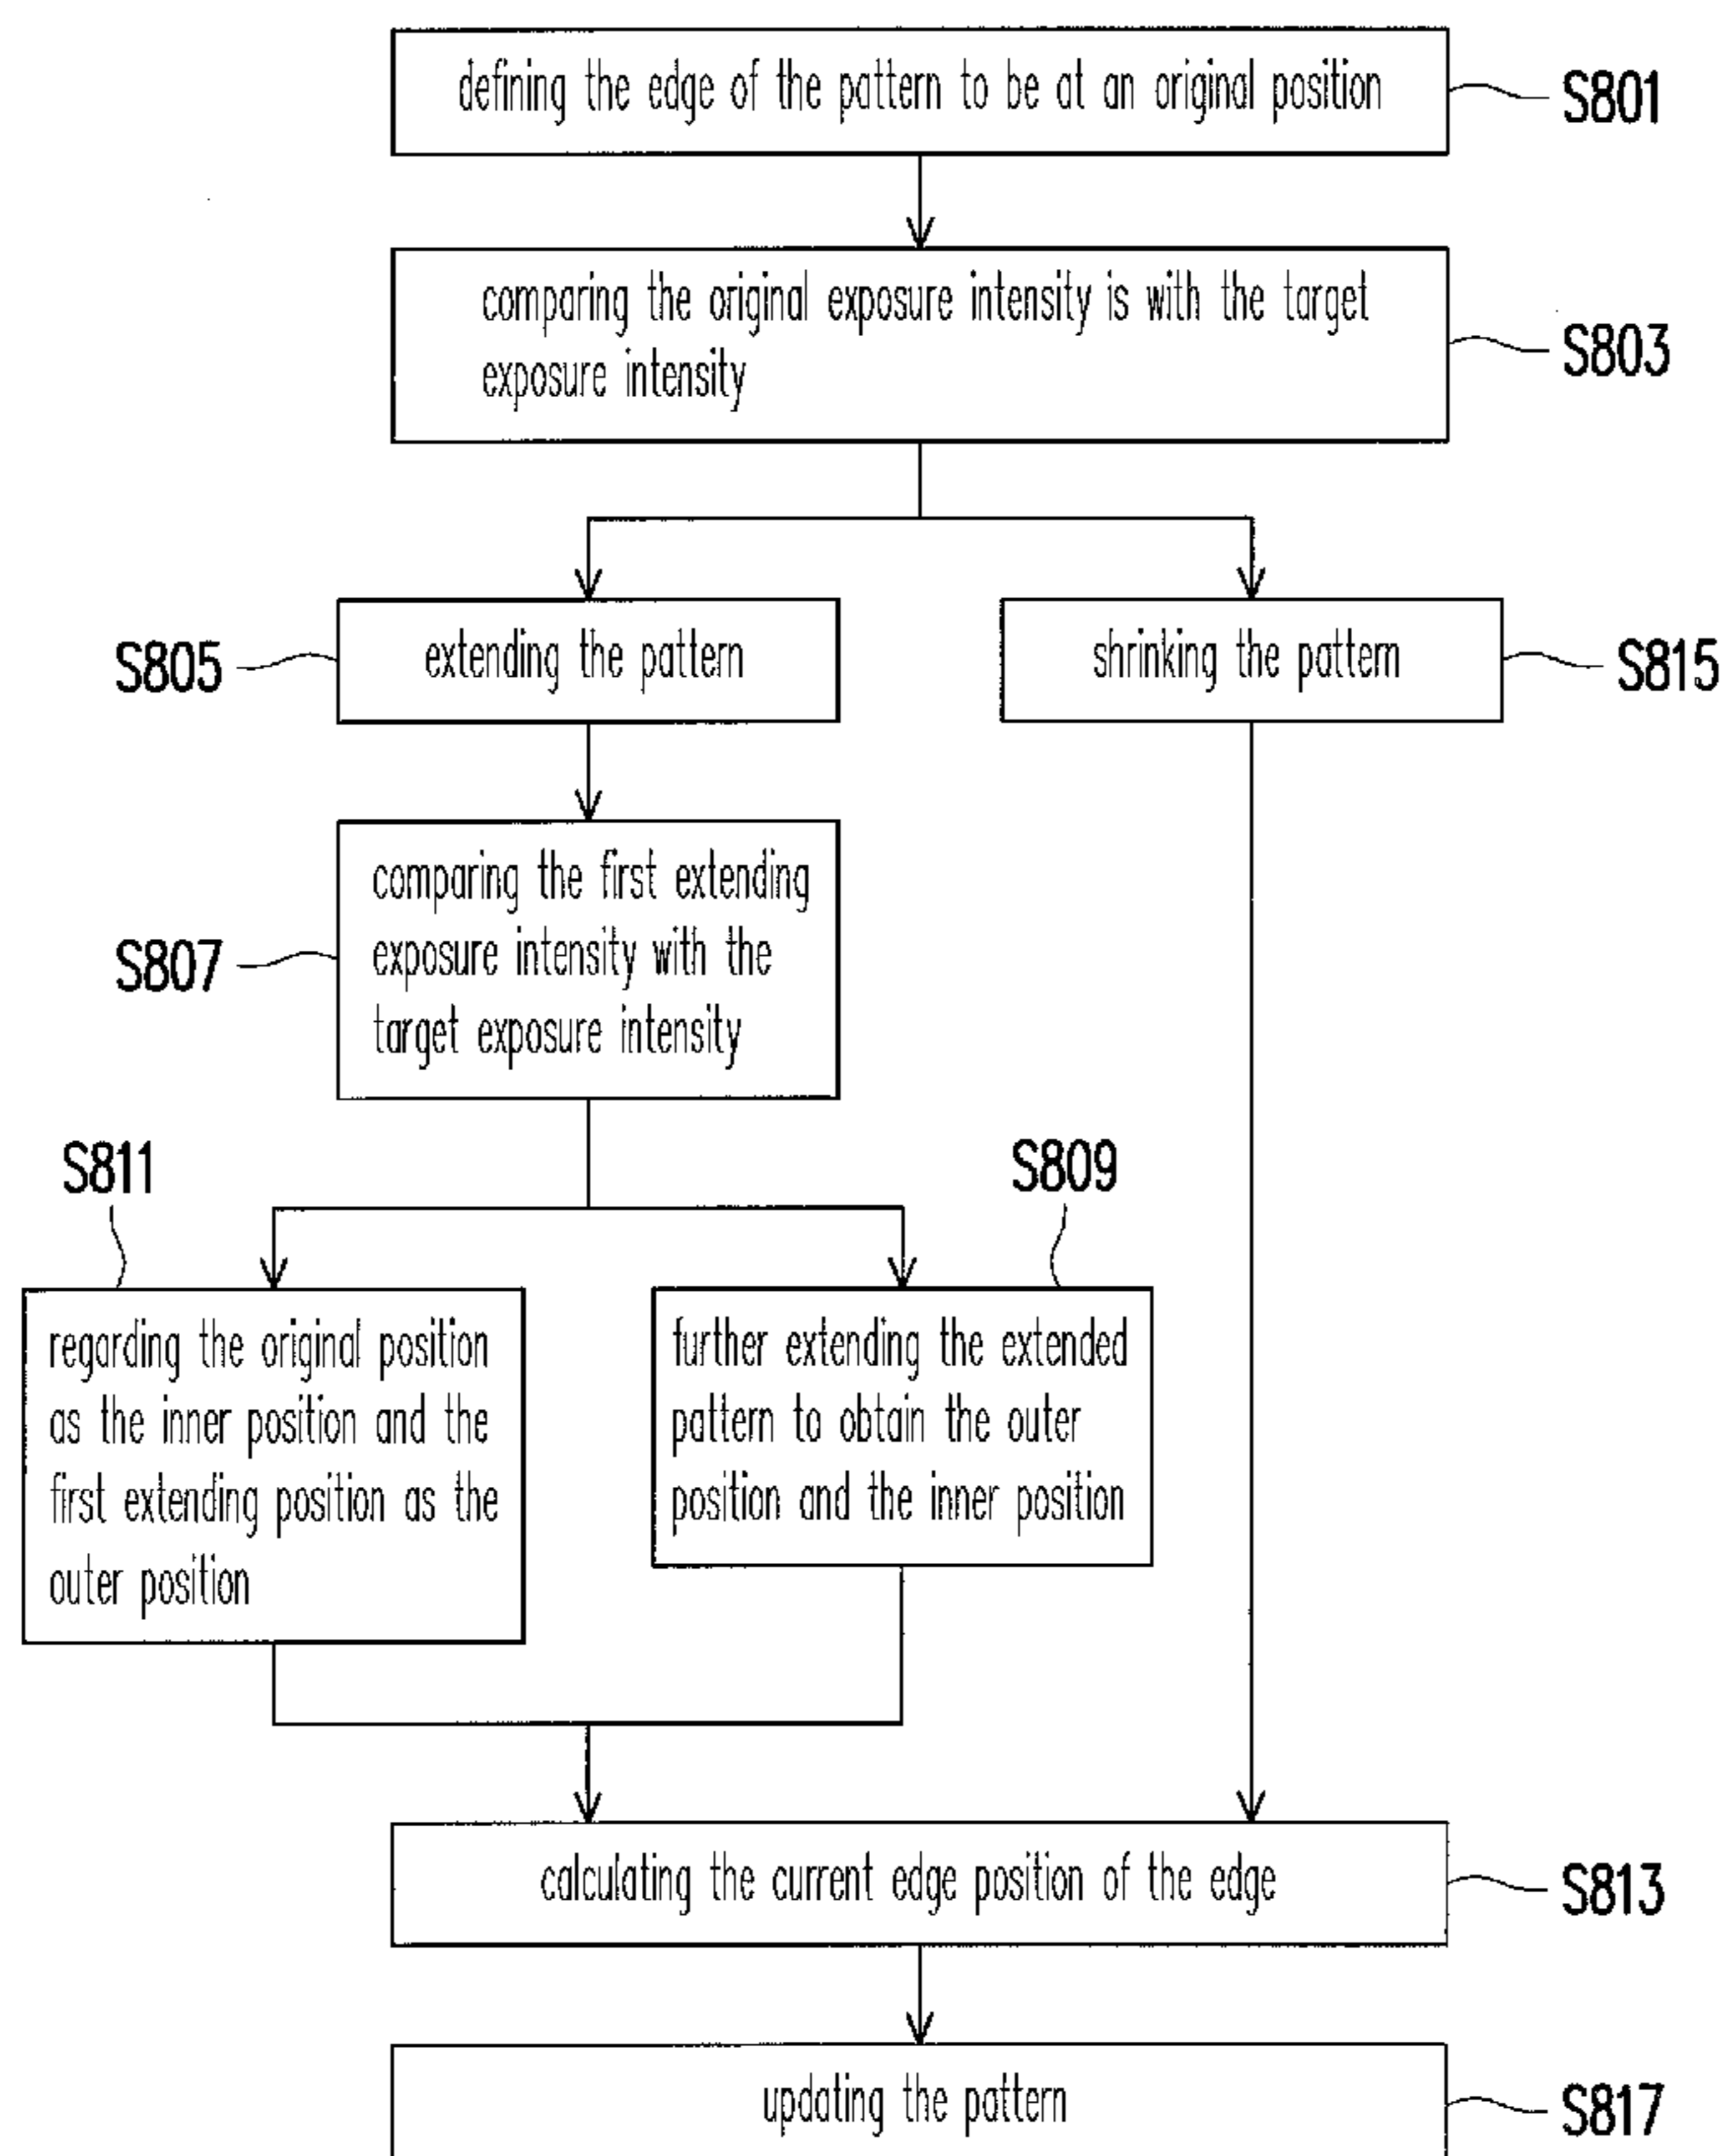 defining the edge of the pattern to be at an original position
S801
comparing the original exposure intensity is with the target
exposure intensity
S803
S805
extending the pattern
shrinking the pattern
S815
S807
comparing the first extending
exposure intensity with the
target exposure intensity
S811
S809
regarding the original position
as the inner position and the
first extending position as the
outer position
further extending the extended
pattern to obtain the outer
position and the inner position
calculating the current edge position of the edge
S813
updating the pattern
S817